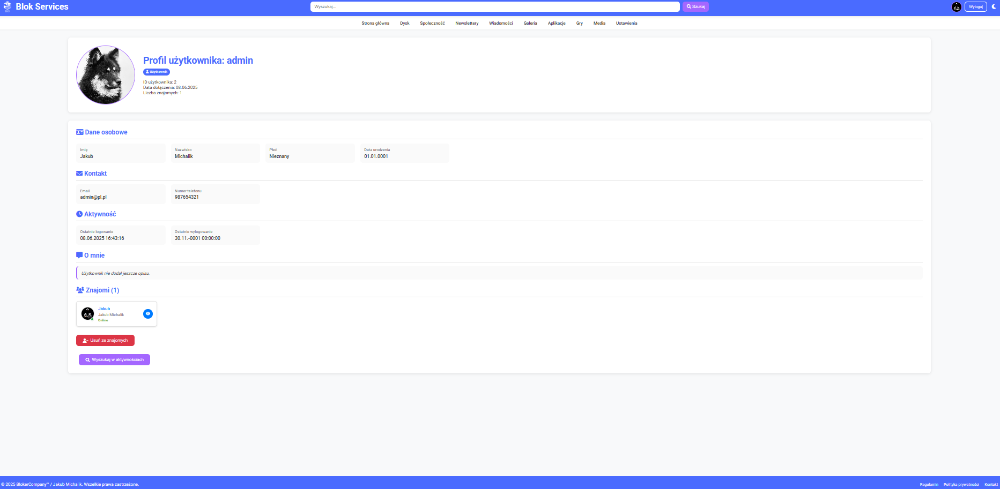 Blok Services
Wyszukaj...
Szukaj
Wyloguj
Strona główna Dysk Społeczność Newslettery Wiadomości Galeria Aplikacje Gry Media Ustawienia
Profil użytkownika: admin
Użytkownik
ID użytkownika: 2
Data dołączenia: 08.06.2025
Liczba znajomych: 1
Dane osobowe
Imię
Jakub
Nazwisko
Michalik
Płeć
Nieznany
Data urodzenia
01.01.0001
Kontakt
Email
admin@pl.pl
Numer telefonu
987654321
Aktywność
Ostatnie logowanie
08.06.2025 16:43:16
Ostatnie wylogowanie
30.11.-0001 00:00:00
O mnie
Użytkownik nie dodał jeszcze opisu.
Znajomi (1)
Jakub
Jakub Michalik
Online
Usuń ze znajomych
Wyszukaj w aktywnościach
© 2025 BlokerCompany™ / Jakub Michalik. Wszelkie prawa zastrzeżone.
Regulamin Polityka prywatności Kontakt